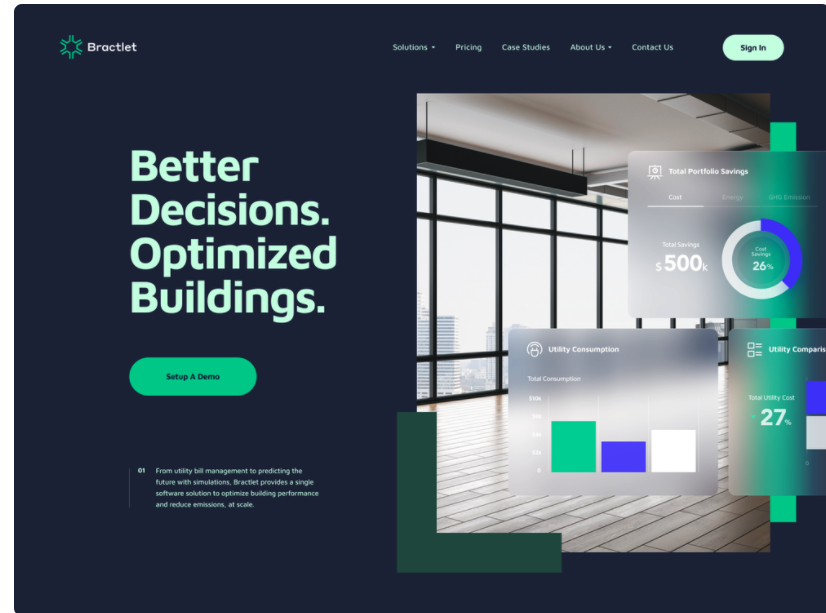 Bractlet
Solutions
Pricing
Case Studies
About Us
Contact Us
Sign In
Better
Decisions.
Optimized
Buildings.
Setup A Demo
01
From utility bill management to predicting the
future with simulations, Bractlet provides a single
software solution to optimize building performance
and reduce emissions, at scale.
Total Portfolio Savings
Cost
Energy
GHG Emission
Total Savings
$ 500k
Cost
Savings
26%
Utility Consumption
Total Consumption
$10k
0
Utility Comparis
Total Utility Cost
27%
0